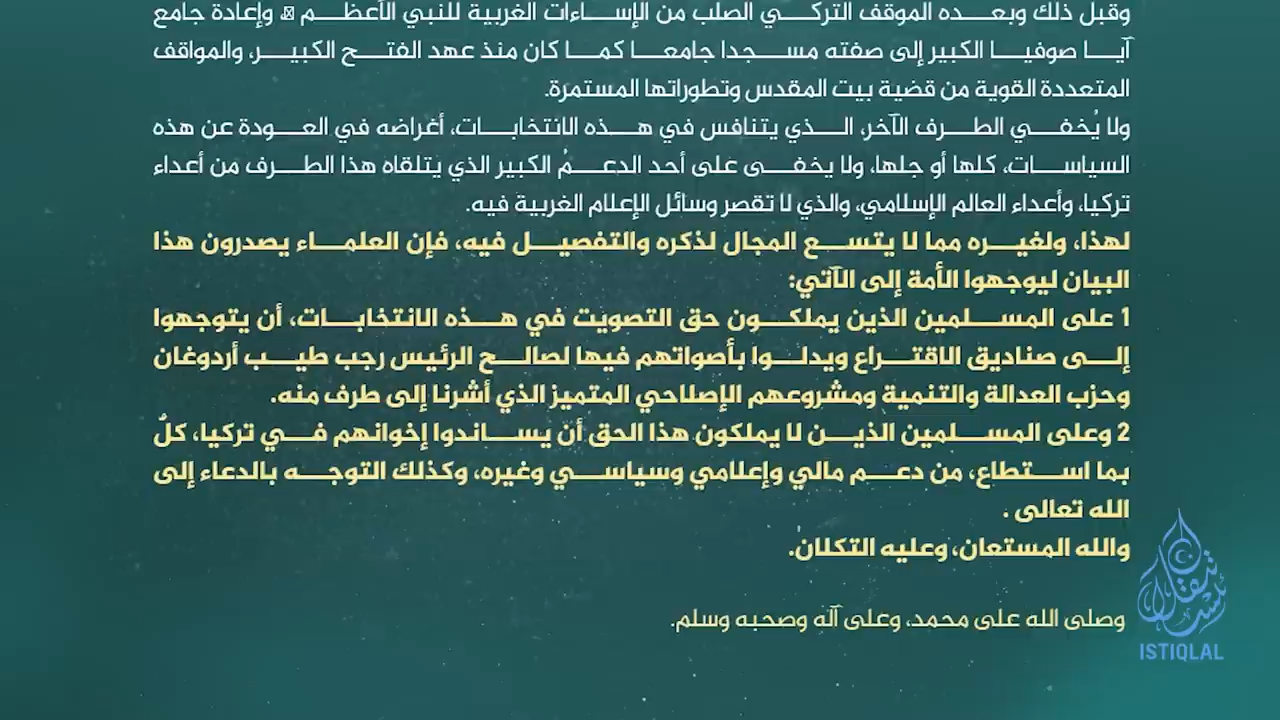 وقبل ذلك وبعده الموقف التركي الصلب من الإساءات الغربية للنبي الأعظم ﷺ وإعادة جامع
آيا صوفيا الكبير إلى صفته مسجدا جامعا كما كان منذ عهد الفتح الكبير، والمواقف
المتعددة القوية من قضية بيت المقدس وتطوراتها المستمرة.
ولا يُخفي الطرف الآخر، الذي يتنافس في هذه الانتخابات، أغراضه في العودة عن هذه
السياسات، كلها أو جلها، ولا يخفى على أحد الدعمُ الكبير الذي يتلقاه هذا الطرف من أعداء
تركيا، وأعداء العالم الإسلامي، والذي لا تقصر وسائل الإعلام الغربية فيه.
لهذا، ولغيره مما لا يتسع المجال لذكره والتفصيل فيه، فإن العلماء يصدرون هذا
البيان ليوجهوا الأمة إلى الآتي:
1 على المسلمين الذين يملكون حق التصويت في هذه الانتخابات، أن يتوجهوا
إلى صناديق الاقتراع ويدلوا بأصواتهم فيها لصالح الرئيس رجب طيب أردوغان
وحزب العدالة والتنمية ومشروعهم الإصلاحي المتميز الذي أشرنا إلى طرف منه.
2 وعلى المسلمين الذين لا يملكون هذا الحق أن يساندوا إخوانهم في تركيا، كلٌ
بما استطاع، من دعم مالي وإعلامي وسياسي وغيره، وكذلك التوجه بالدعاء إلى
الله تعالى .
والله المستعان، وعليه التكلان.
وصلى الله على محمد، وعلى آله وصحبه وسلم.
استقلال
ISTIQLAL